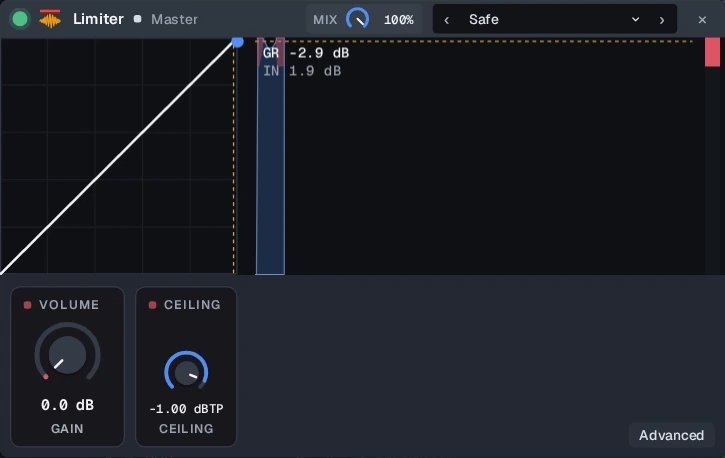 Limiter Master MIX 100% ‹ Safe › ×
GR -2.9 dB
IN 1.9 dB
VOLUME
0.0 dB
GAIN
CEILING
-1.00 dBTP
CEILING
Advanced